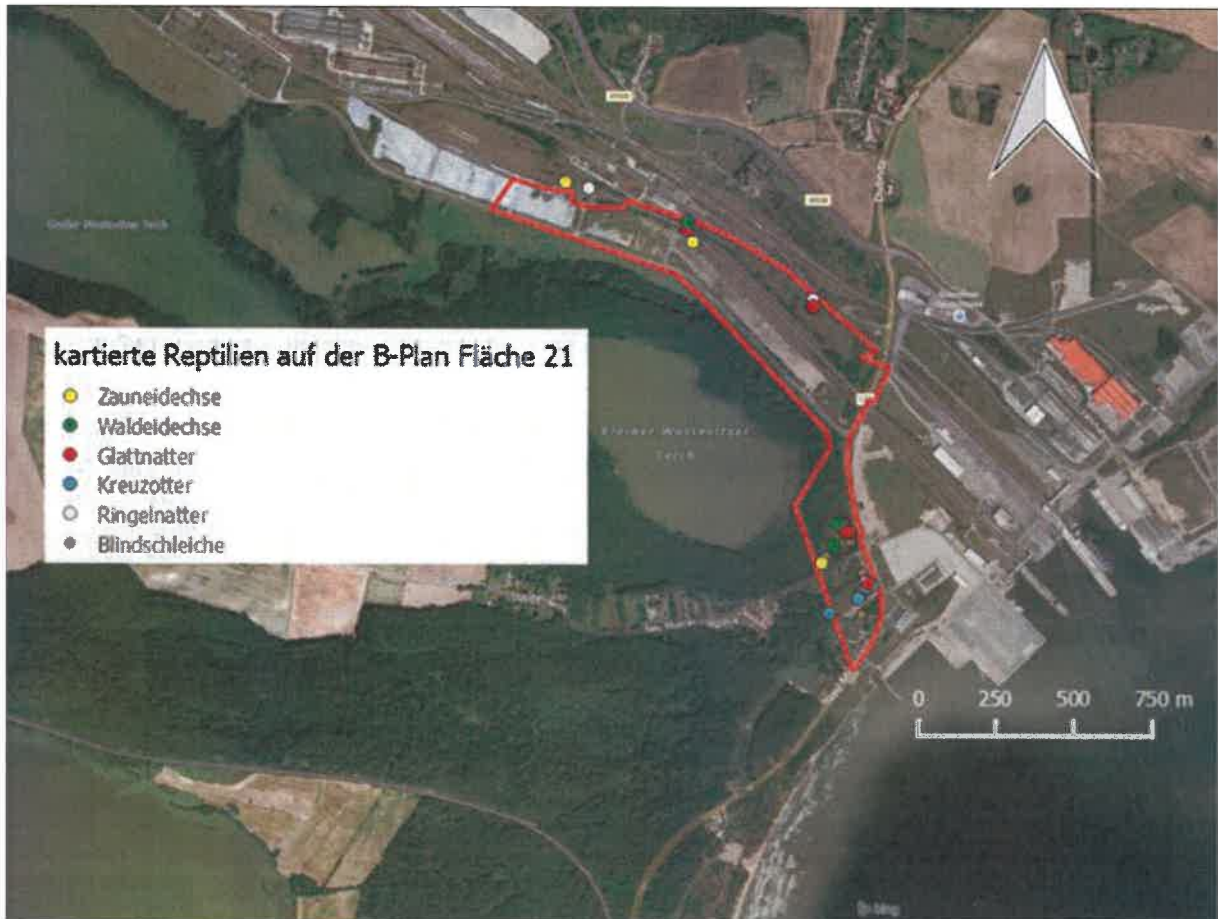 kartierte Reptilien auf der B-Plan Fläche 21
Zauneidechse
Waldeidechse
Glattnatter
Kreuzotter
Ringelnatter
Blindschleiche
0 250 500 750 m